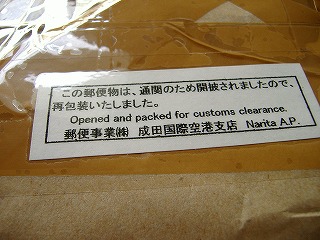 この郵便物は、通関のため開披されましたので、
再包装いたしました。
Opened and packed for customs clearance.
郵便事業㈱ 成田国際空港支店 Narita A.P.